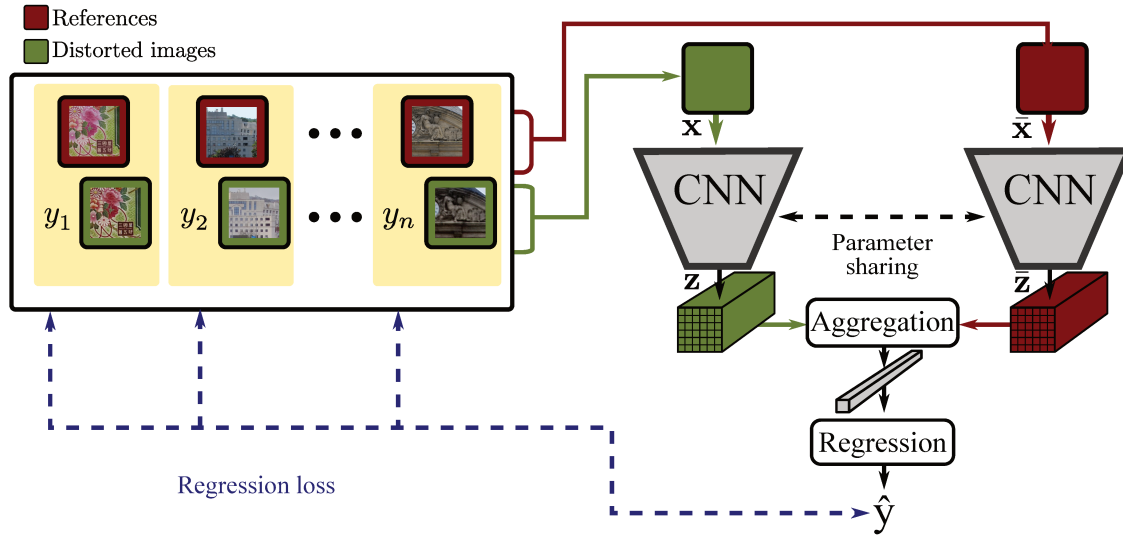 References
Distorted images
y₁
y₂
yₙ
x
x̄
CNN
CNN
Parameter
sharing
z
z̄
Aggregation
Regression
Regression loss
ŷ